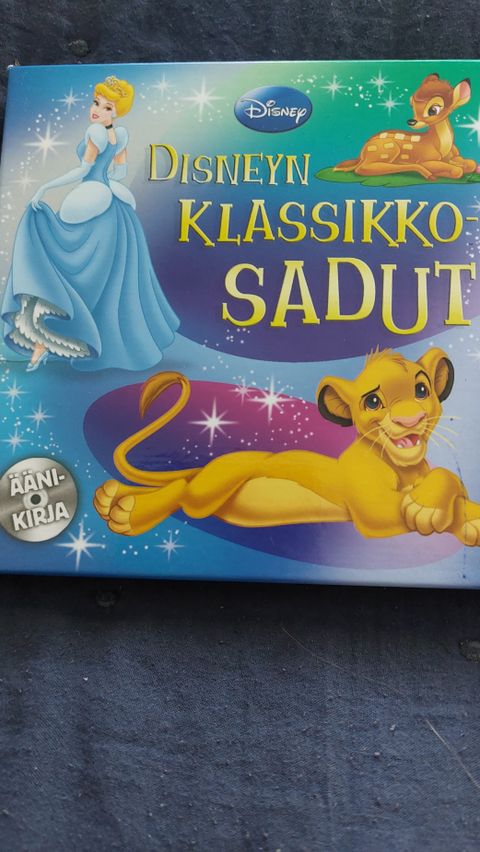 Disney
DISNEYN
KLASSIKKO-
SADUT
ÄÄNI-
KIRJA